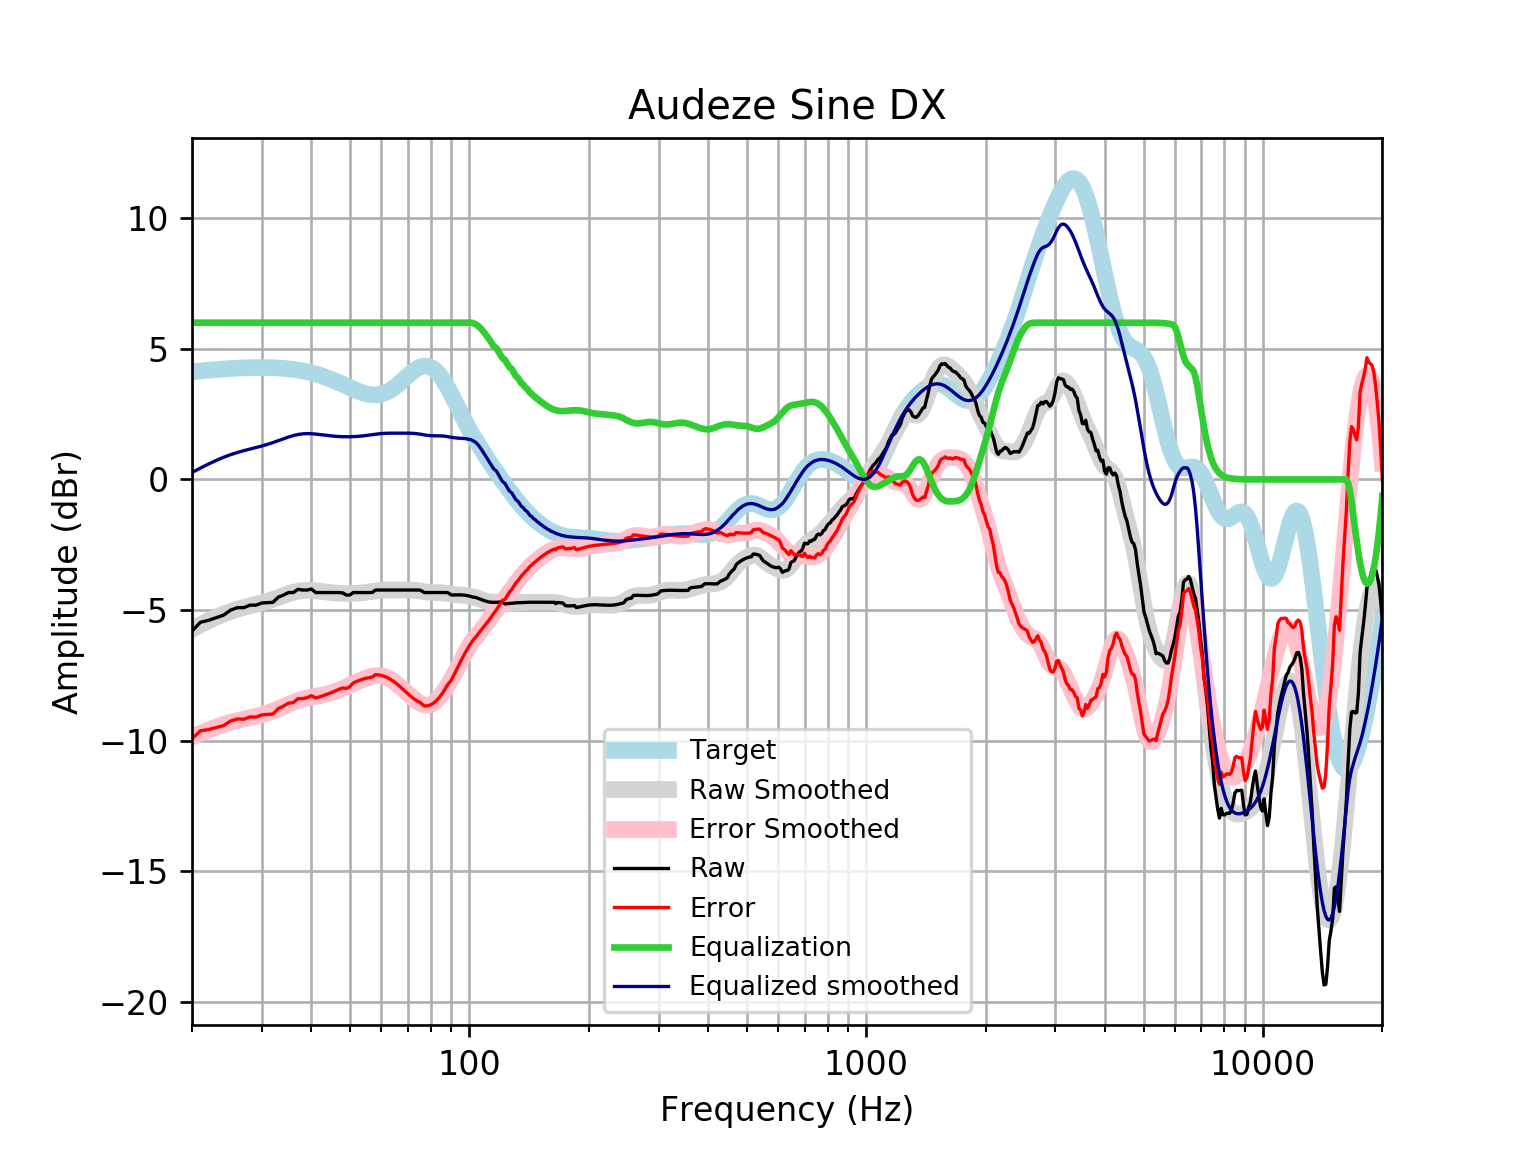 Audeze Sine DX
Amplitude (dBr)
10
5
0
−5
−10
−15
−20
Target
Raw Smoothed
Error Smoothed
Raw
Error
Equalization
Equalized smoothed
100
1000
10000
Frequency (Hz)